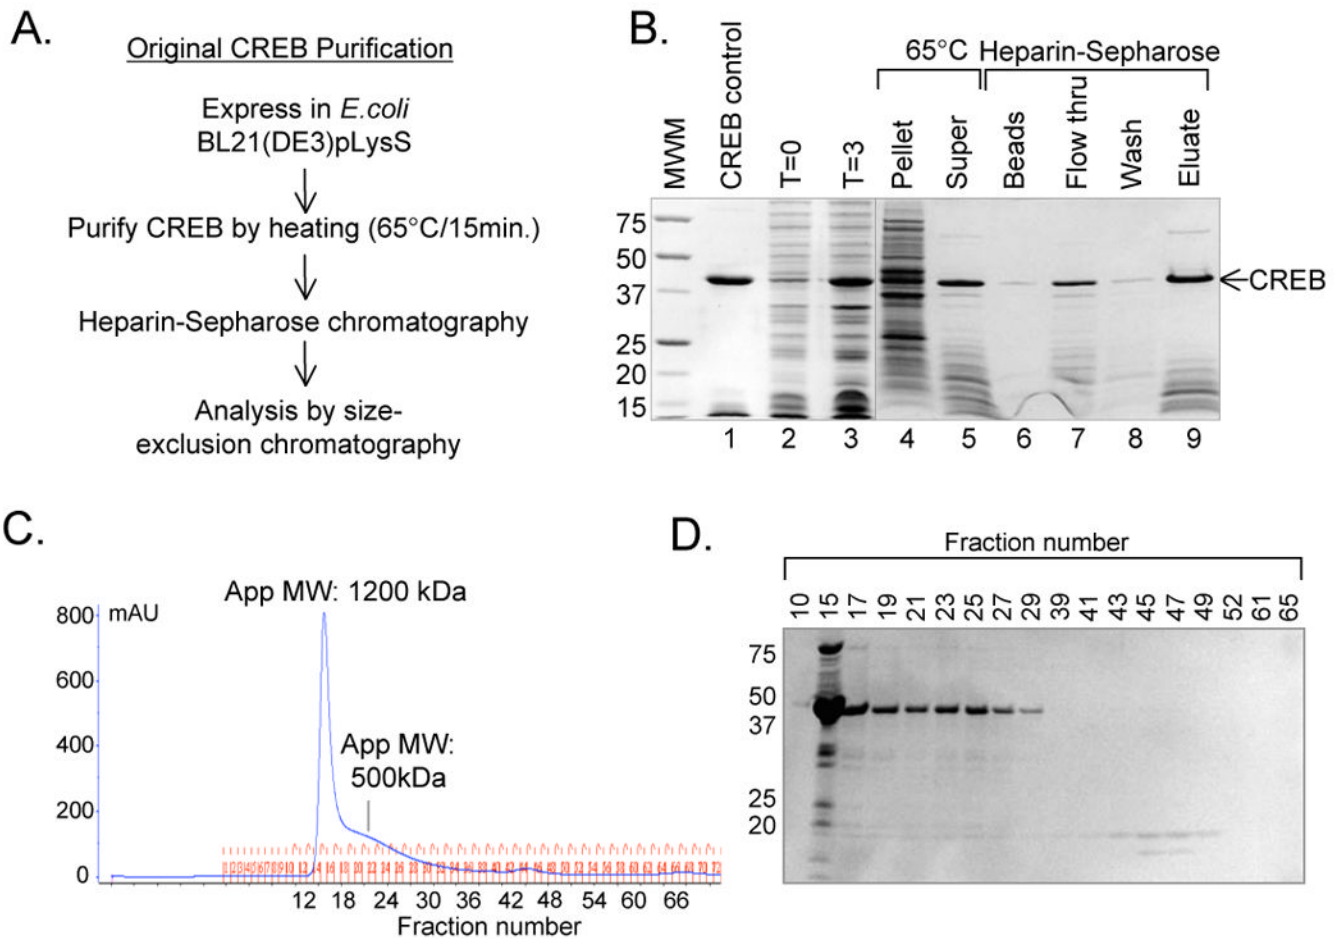 A.
Original CREB Purification
Express in E.coli
BL21(DE3)pLysS
Purify CREB by heating (65°C/15min.)
Heparin-Sepharose chromatography
Analysis by size-
exclusion chromatography
B.
65°C Heparin-Sepharose
MWM
CREB control
T=0
T=3
Pellet
Super
Beads
Flow thru
Wash
Eluate
75
50
37
25
20
15
CREB
1 2 3 4 5 6 7 8 9
C.
App MW: 1200 kDa
App MW:
500kDa
mAU
800
600
400
200
0
12 18 24 30 36 42 48 54 60 66
Fraction number
D.
Fraction number
10 15 17 19 21 23 25 27 29 39 41 43 45 47 49 52 61 65
75
50
37
25
20